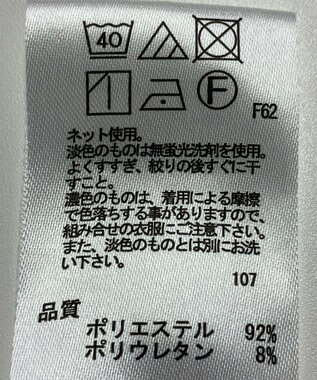 40
F
F62
ネット使用。
淡色のものは無蛍光洗剤を使用。
よくすすぎ、絞りの後すぐに干
すこと。
濃色のものは、着用による摩擦
で色落ちする事がありますので、
組み合せの衣服にご注意下さい。
また、淡色のものとは別にお洗
い下さい。
107
品質
ポリエステル 92%
ポリウレタン 8%